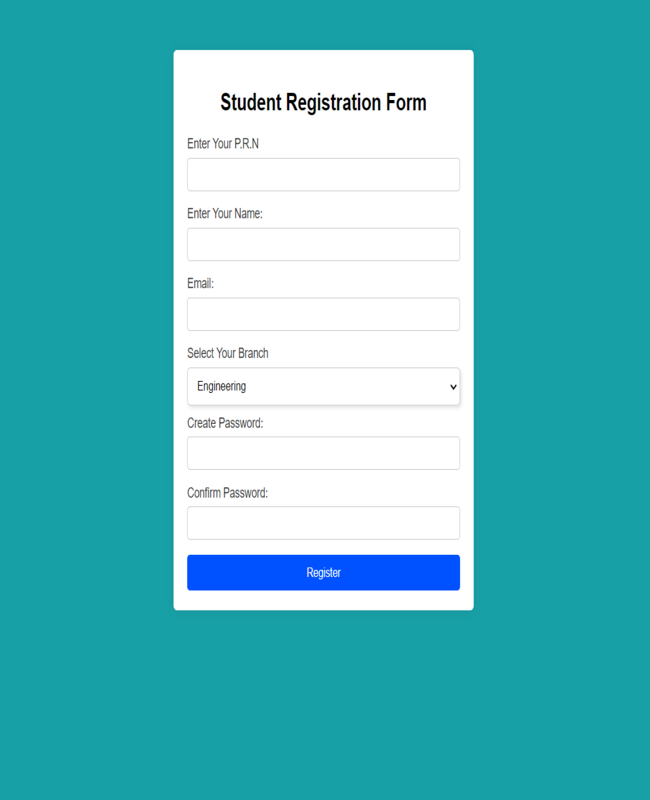 Student Registration Form
Enter Your P.R.N
Enter Your Name:
Email:
Select Your Branch
Engineering
Create Password:
Confirm Password:
Register